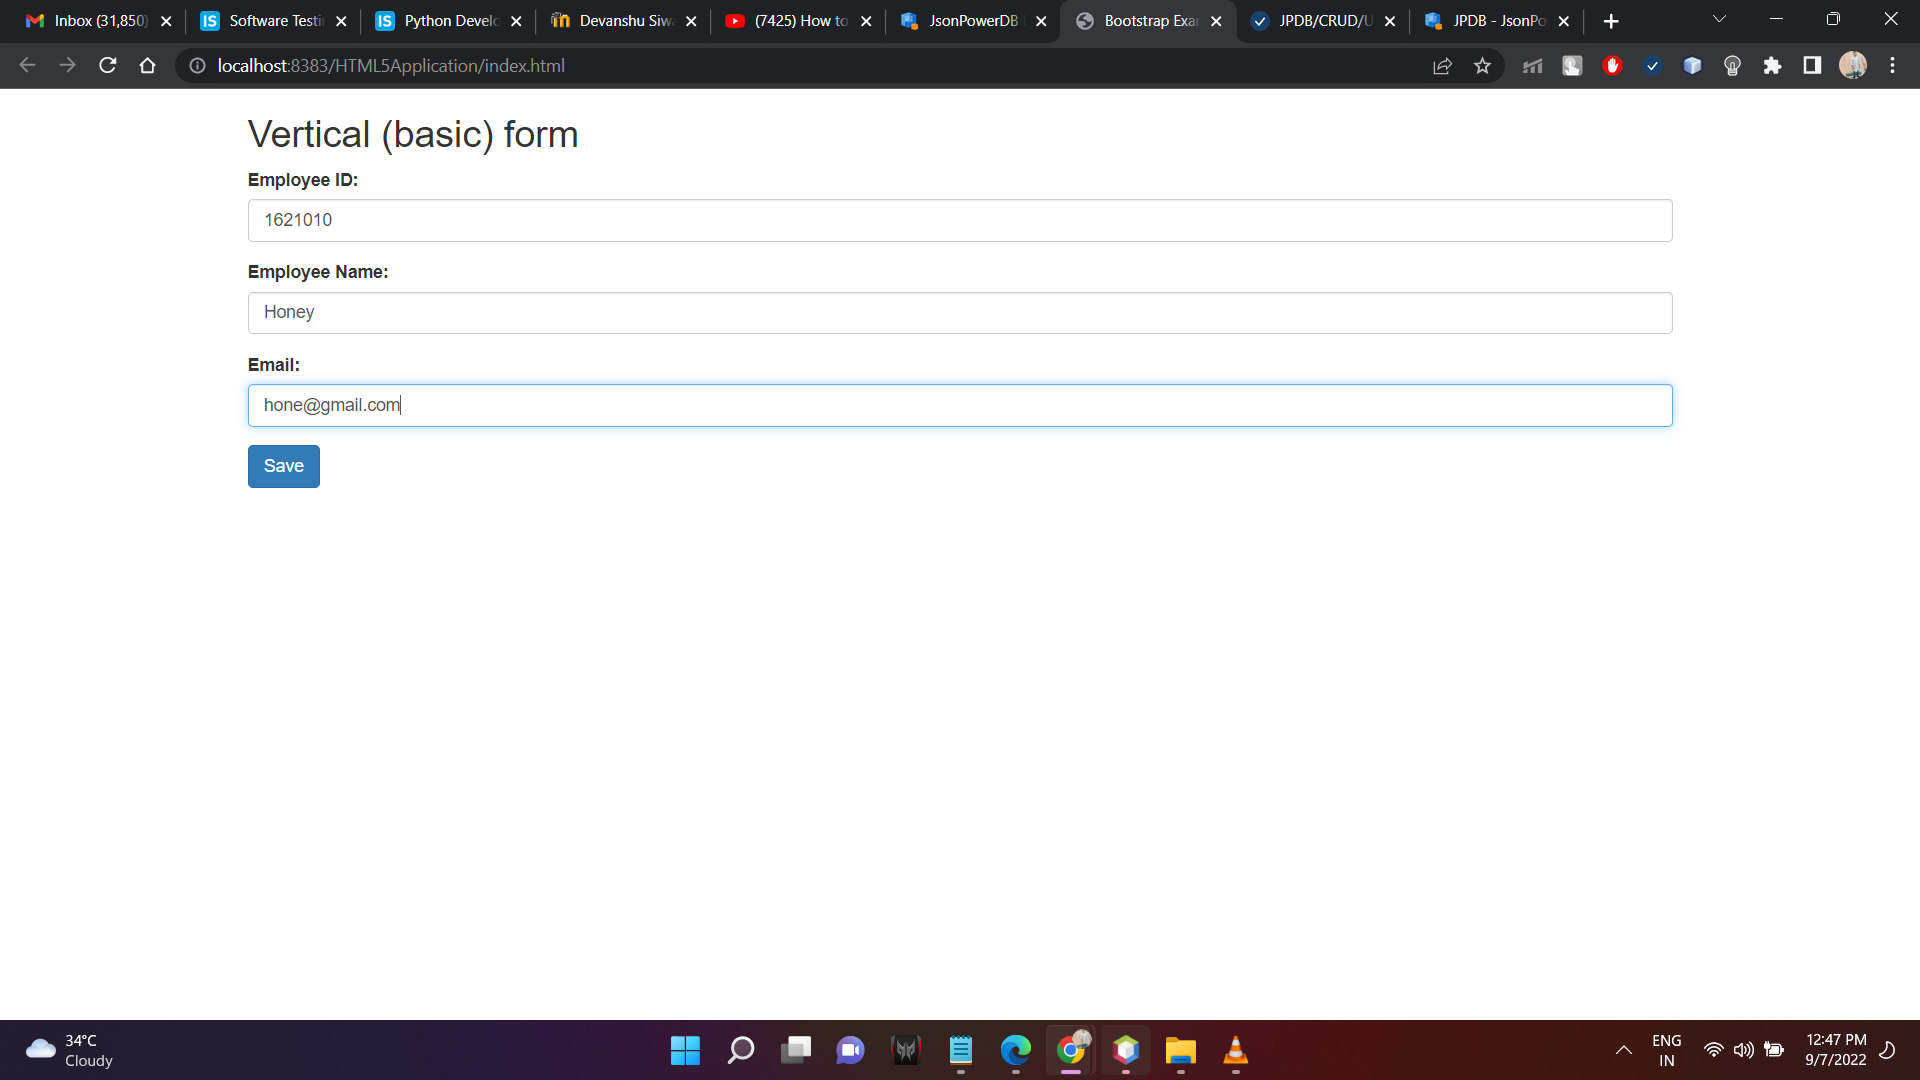 Inbox (31,850)
Software Testi
Python Develo
Devanshu Siw
(7425) How to
JsonPowerDB
Bootstrap Exa
JPDB/CRUD/U
JPDB - JsonPo
localhost:8383/HTML5Application/index.html
Vertical (basic) form
Employee ID:
1621010
Employee Name:
Honey
Email:
hone@gmail.com
Save
34°C
Cloudy
ENG
IN
12:47 PM
9/7/2022